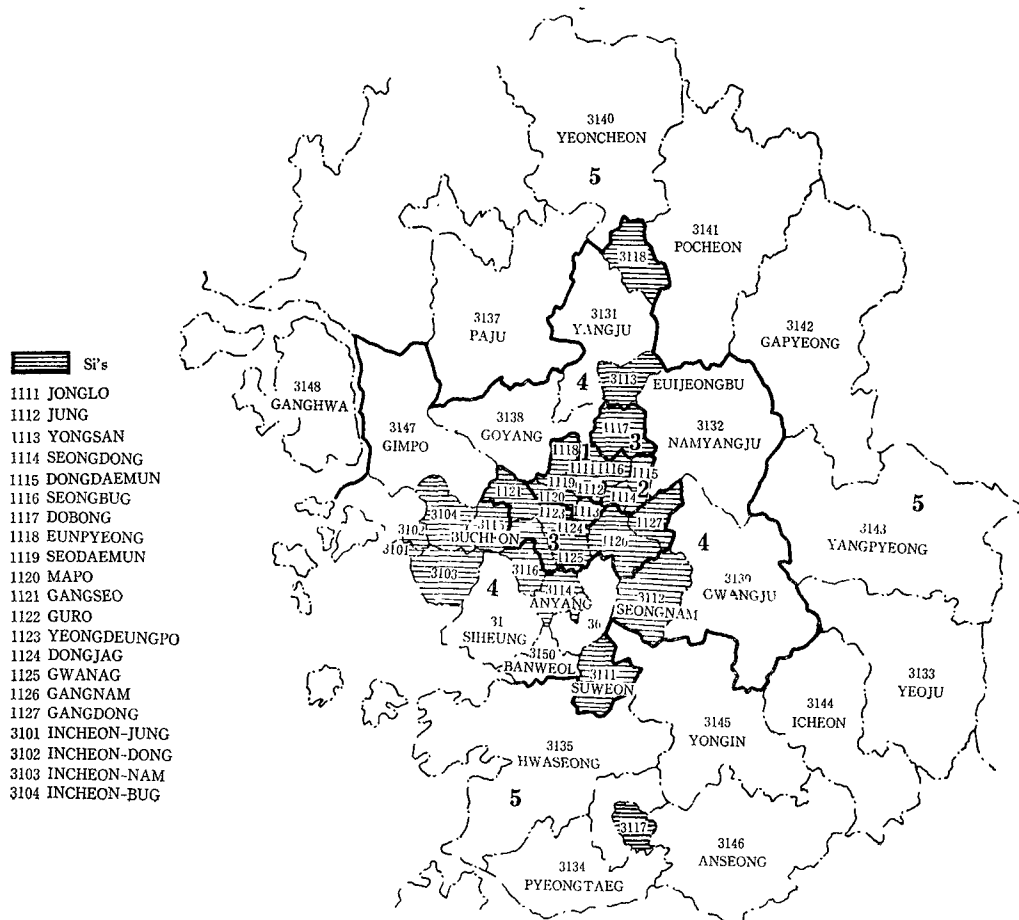 3140
YEONCHEON
5
3141
POCHEON
3118
3131
YANGJU
3137
PAJU
3142
GAPYEONG
Si's
1111 JONGLO
1112 JUNG
1113 YONGSAN
1114 SEONGDONG
1115 DONGDAEMUN
1116 SEONGBUG
1117 DOBONG
1118 EUNPYEONG
1119 SEODAEMUN
1120 MAPO
1121 GANGSEO
1122 GURO
1123 YEONGDEUNGPO
1124 DONGJAG
1125 GWANAG
1126 GANGNAM
1127 GANGDONG
3101 INCHEON-JUNG
3102 INCHEON-DONG
3103 INCHEON-NAM
3104 INCHEON-BUG
3148
GANGHWA
4
3113
EUIJEONGBU
3147
GIMPO
3138
GOYANG
1117
3
3132
NAMYANGJU
1118
1
1111
1116
1115
1119
1112
1114
2
1121
1120
1113
3104
1123
1127
3102
3115
BUCHEON
1124
3
1126
4
3101
1125
3103
3116
4
3114
ANYANG
3112
SEONGNAM
3139
GWANGJU
5
3143
YANGPYEONG
31
SIHEUNG
36
3150
BANWEOL
3111
SUWEON
3133
YEOJU
3144
ICHEON
3145
YONGIN
3135
HWASEONG
5
3117
3146
ANSEONG
3134
PYEONGTAEG